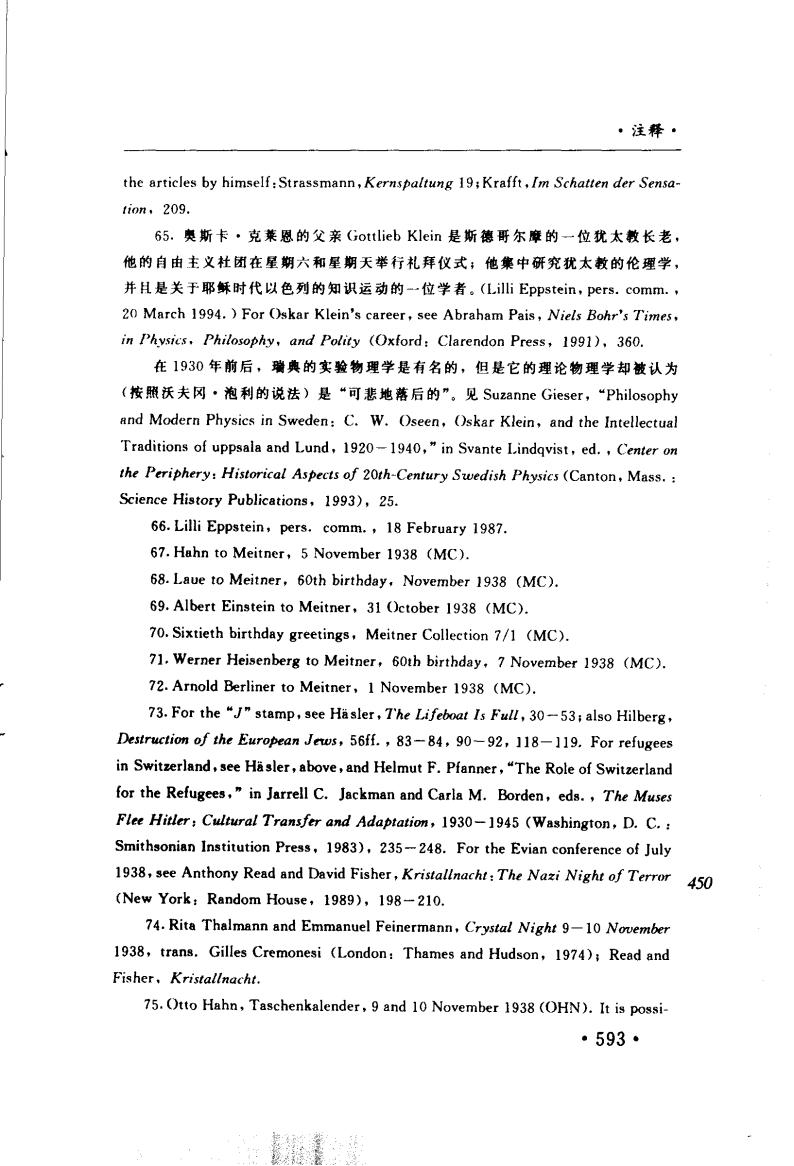 ·注释·
the articles by himself:Strassmann,Kernspaltung 19;Krafft,Im Schatten der Sensa-
tion, 209.
65. 奥斯卡·克莱恩的父亲 Gottlieb Klein 是斯德哥尔摩的一位犹太教长老,
他的自由主义社团在星期六和星期天举行礼拜仪式；他集中研究犹太教的伦理学,
并且是关于耶稣时代以色列的知识运动的一位学者。(Lilli Eppstein, pers. comm.,
20 March 1994.) For Oskar Klein's career, see Abraham Pais, Niels Bohr's Times,
in Physics, Philosophy, and Polity (Oxford: Clarendon Press, 1991), 360.
在 1930 年前后，瑞典的实验物理学是有名的，但是它的理论物理学却被认为
(按照沃夫冈·泡利的说法) 是“可悲地落后的”。见 Suzanne Gieser, “Philosophy
and Modern Physics in Sweden: C. W. Oseen, Oskar Klein, and the Intellectual
Traditions of uppsala and Lund, 1920—1940,” in Svante Lindqvist, ed., Center on
the Periphery: Historical Aspects of 20th-Century Swedish Physics (Canton, Mass.:
Science History Publications, 1993), 25.
66. Lilli Eppstein, pers. comm., 18 February 1987.
67. Hahn to Meitner, 5 November 1938 (MC).
68. Laue to Meitner, 60th birthday, November 1938 (MC).
69. Albert Einstein to Meitner, 31 October 1938 (MC).
70. Sixtieth birthday greetings, Meitner Collection 7/1 (MC).
71. Werner Heisenberg to Meitner, 60th birthday, 7 November 1938 (MC).
72. Arnold Berliner to Meitner, 1 November 1938 (MC).
73. For the “J” stamp, see Häsler, The Lifeboat Is Full, 30—53; also Hilberg,
Destruction of the European Jews, 56ff., 83—84, 90—92, 118—119. For refugees
in Switzerland, see Häsler, above, and Helmut F. Pfanner, “The Role of Switzerland
for the Refugees,” in Jarrell C. Jackman and Carla M. Borden, eds., The Muses
Flee Hitler: Cultural Transfer and Adaptation, 1930—1945 (Washington, D. C.:
Smithsonian Institution Press, 1983), 235—248. For the Evian conference of July
1938, see Anthony Read and David Fisher, Kristallnacht: The Nazi Night of Terror
450
(New York: Random House, 1989), 198—210.
74. Rita Thalmann and Emmanuel Feinermann, Crystal Night 9—10 November
1938, trans. Gilles Cremonesi (London: Thames and Hudson, 1974); Read and
Fisher, Kristallnacht.
75. Otto Hahn, Taschenkalender, 9 and 10 November 1938 (OHN). It is possi-
·593·